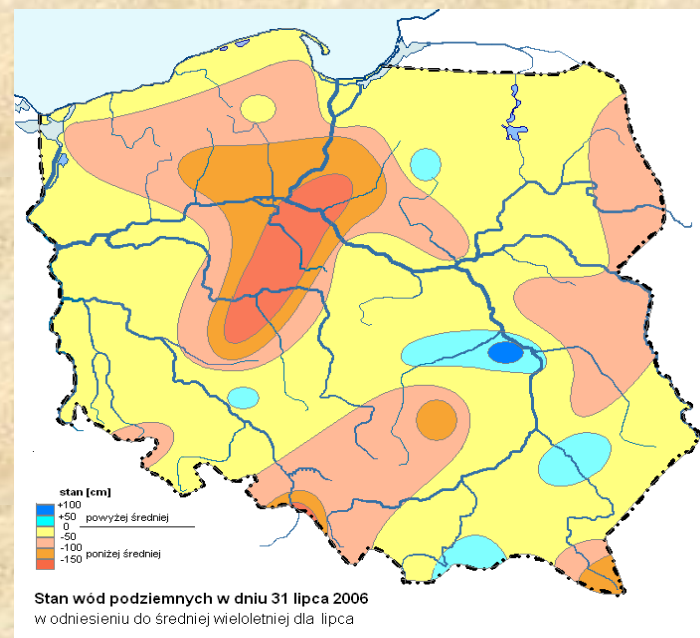 stan [cm]
+100
+50
0
-50
-100
-150
powyżej średniej
poniżej średniej
Stan wód podziemnych w dniu 31 lipca 2006
w odniesieniu do średniej wieloletniej dla lipca